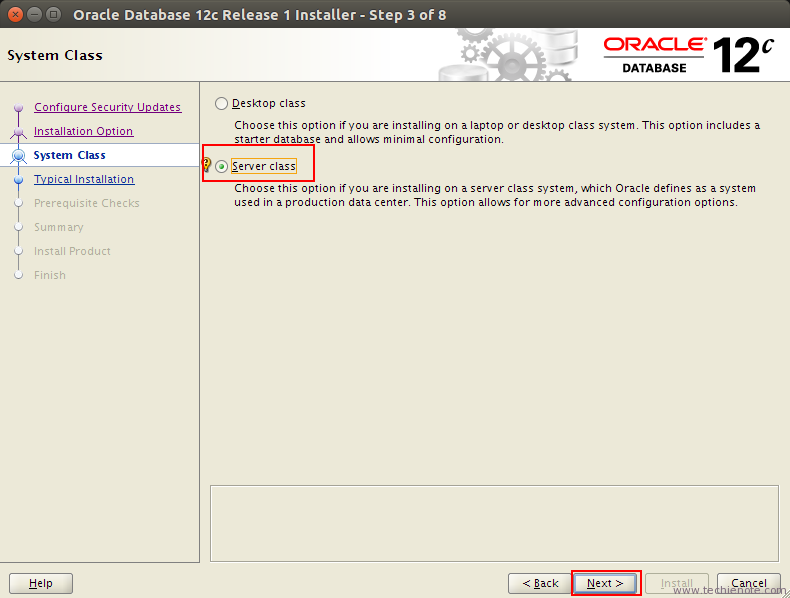 Oracle Database 12c Release 1 Installer - Step 3 of 8
System Class
ORACLE®
DATABASE
12c
Configure Security Updates
Installation Option
System Class
Typical Installation
Prerequisite Checks
Summary
Install Product
Finish
Desktop class
Choose this option if you are installing on a laptop or desktop class system. This option includes a
starter database and allows minimal configuration.
Server class
Choose this option if you are installing on a server class system, which Oracle defines as a system
used in a production data center. This option allows for more advanced configuration options.
Help
< Back
Next >
Install
Cancel
www.techienote.com